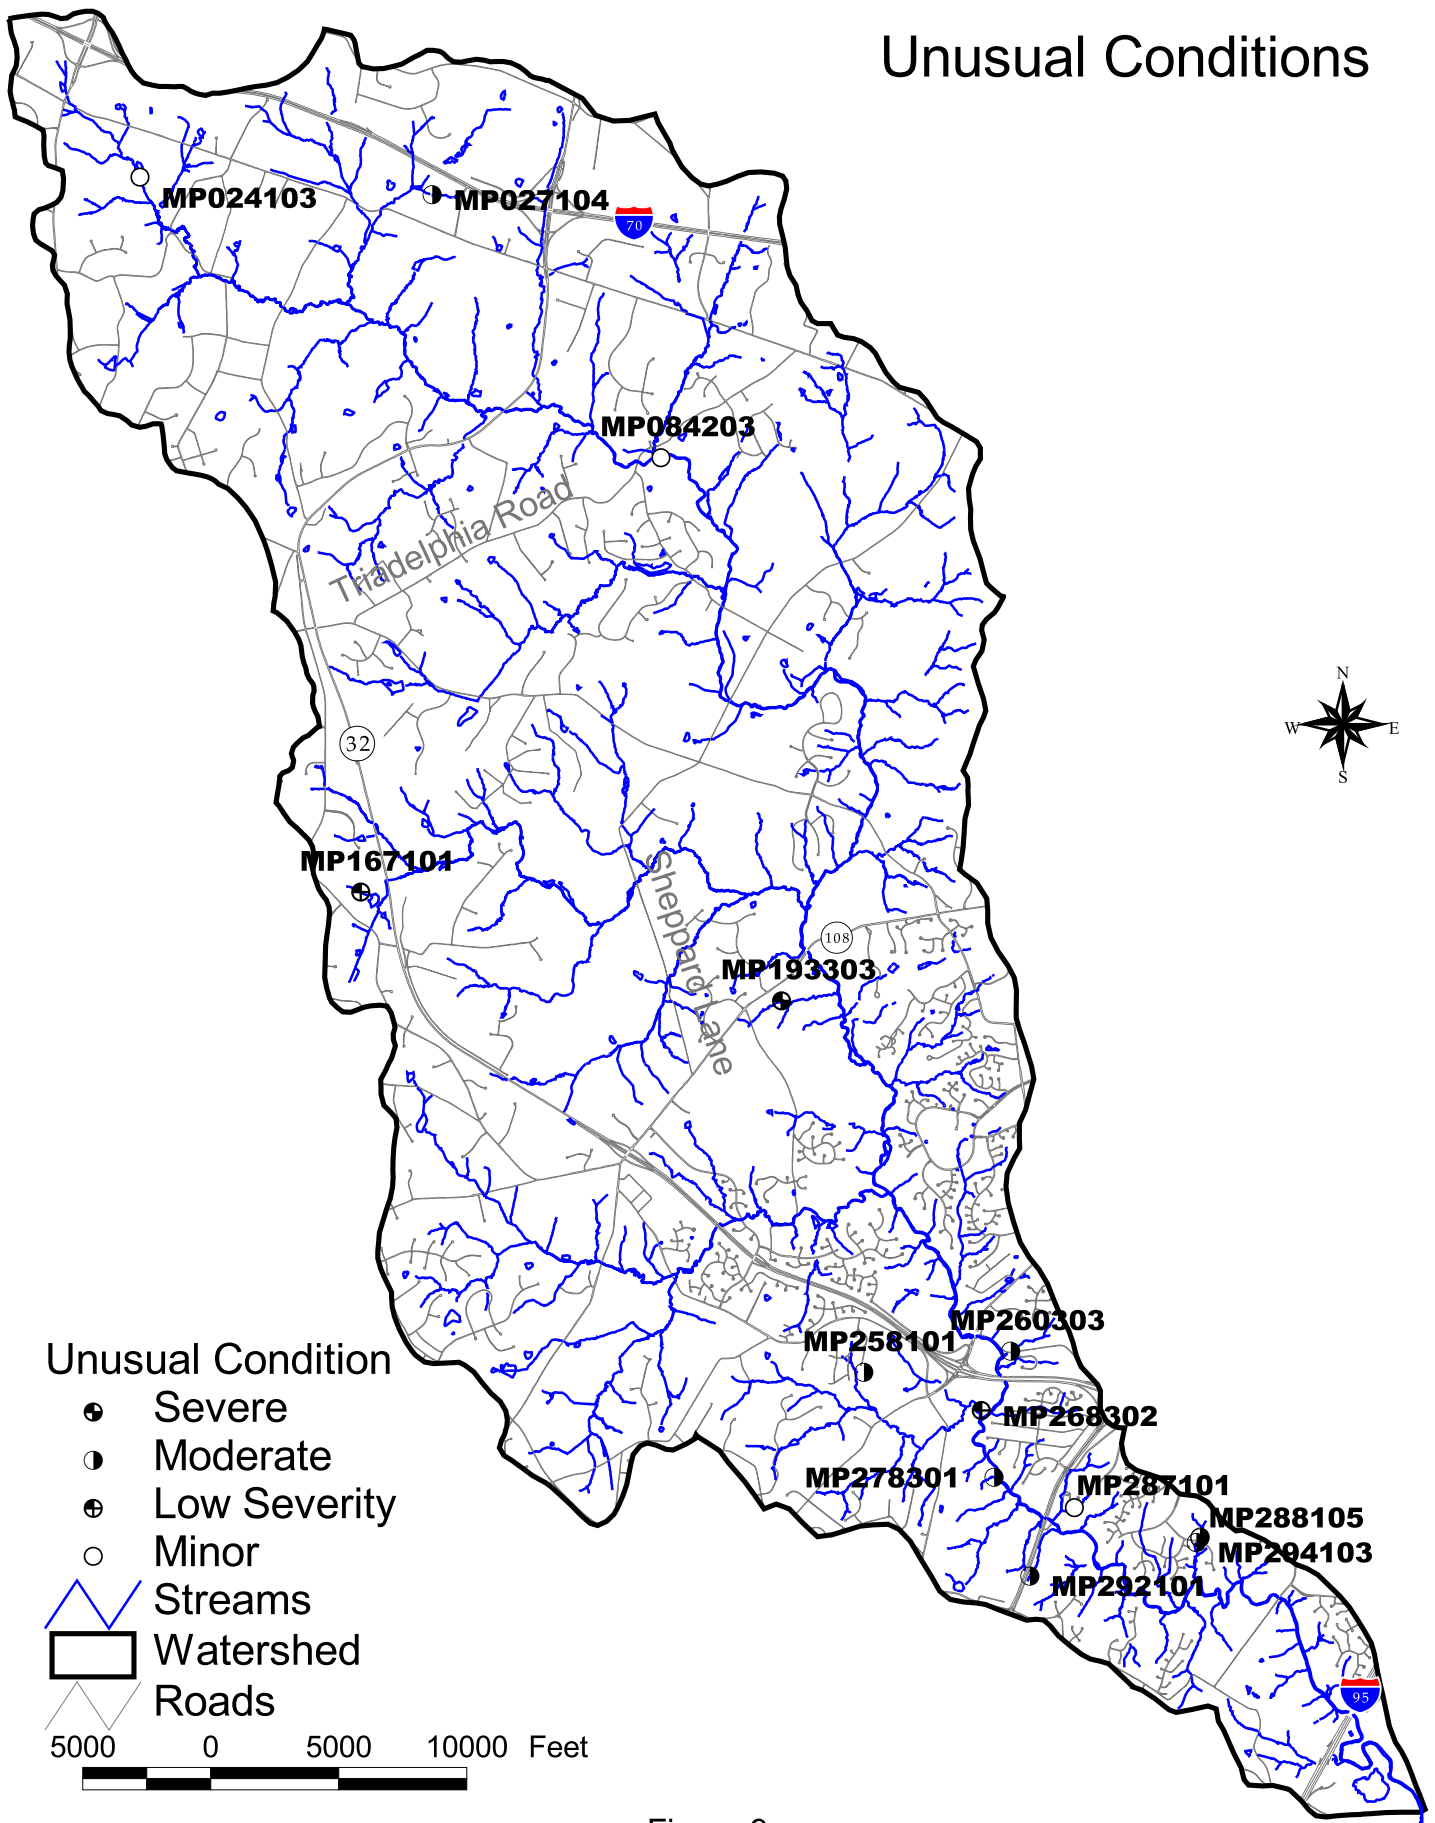 Unusual Conditions
MP024103
MP027104
70
MP084203
Triadelphia Road
N
W
E
S
32
MP167101
Sheppard Lane
108
MP193303
MP260303
MP258101
MP268302
MP278301
MP287101
MP288105
MP294103
MP292101
95
Unusual Condition
Severe
Moderate
Low Severity
Minor
Streams
Watershed
Roads
5000 0 5000 10000 Feet